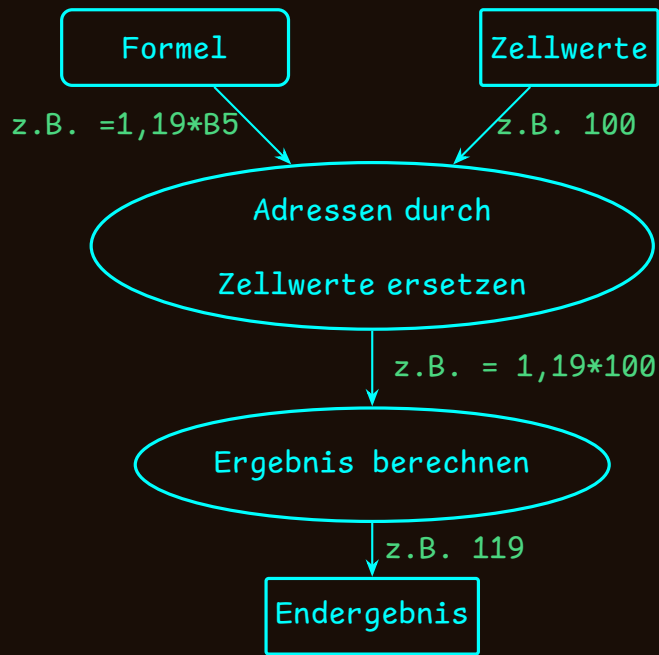 Formel
Zellwerte
z.B. =1,19*B5
z.B. 100
Adressen durch
Zellwerte ersetzen
z.B. = 1,19*100
Ergebnis berechnen
z.B. 119
Endergebnis